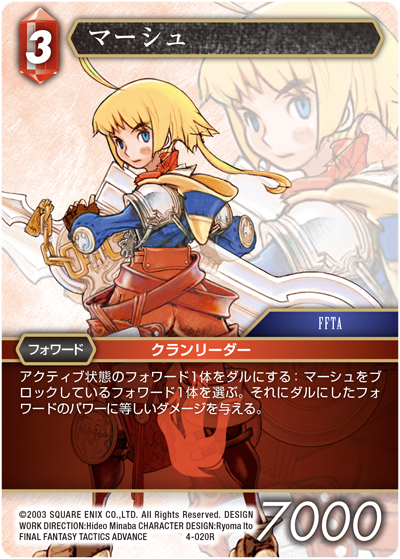 3
マーシュ
FFTA
フォワード
クランリーダー
アクティブ状態のフォワード1体をダルにする：マーシュをブ
ロックしているフォワード1体を選ぶ。それにダルにしたフォ
ワードのパワーに等しいダメージを与える。
©2003 SQUARE ENIX CO.,LTD. All Rights Reserved. DESIGN
WORK DIRECTION:Hideo Minaba CHARACTER DESIGN:Ryoma Ito
FINAL FANTASY TACTICS ADVANCE 4-020R
7000